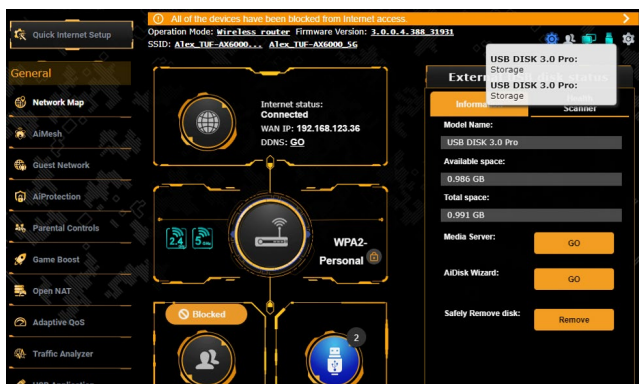 All of the devices have been blocked from Internet access.
Quick Internet Setup
Operation Mode: Wireless router Firmware Version: 3.0.0.4.388_31931
SSID: Alex_TUF-AX6000... Alex_TUF-AX6000_5G
USB DISK 3.0 Pro:
Storage
USB DISK 3.0 Pro:
Storage
General
Network Map
AiMesh
Guest Network
AiProtection
Parental Controls
Game Boost
Open NAT
Adaptive QoS
Traffic Analyzer
USB Application
Internet status:
Connected
WAN IP: 192.168.123.36
DDNS: GO
2.4
5
WPA2-
Personal
Blocked
2
Scanner
Model Name:
USB DISK 3.0 Pro
Available space:
0.986 GB
Total space:
0.991 GB
Media Server:
GO
AiDisk Wizard:
GO
Safely Remove disk:
Remove